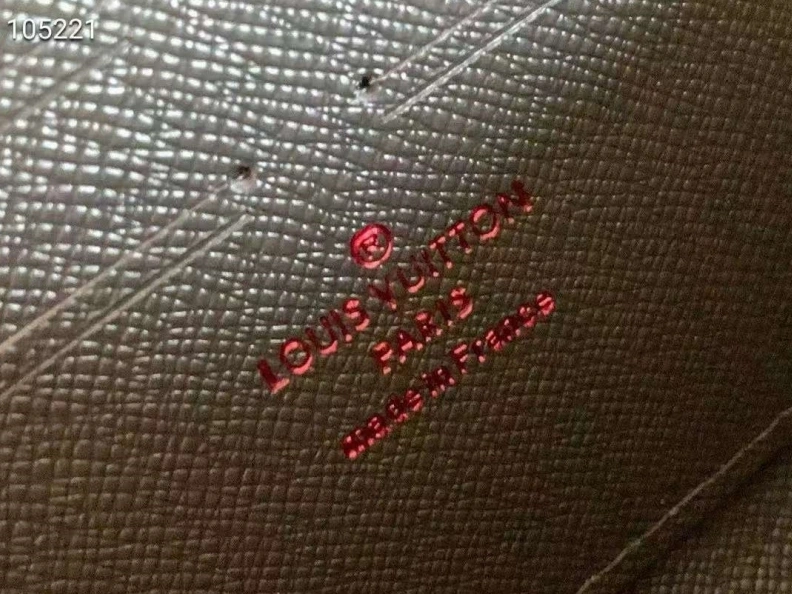 105221
®
LOUIS VUITTON
PARIS
made in France